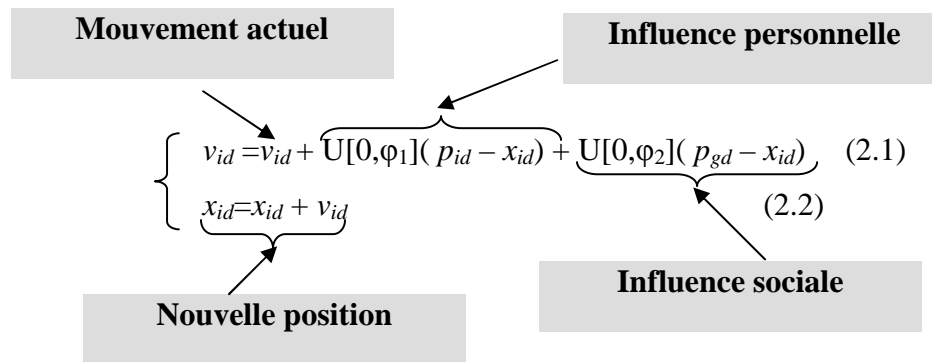 Mouvement actuel
Influence personnelle
v_id =v_id + U[0,φ₁]( p_id – x_id) + U[0,φ₂]( p_gd – x_id) (2.1)
x_id=x_id + v_id (2.2)
Influence sociale
Nouvelle position